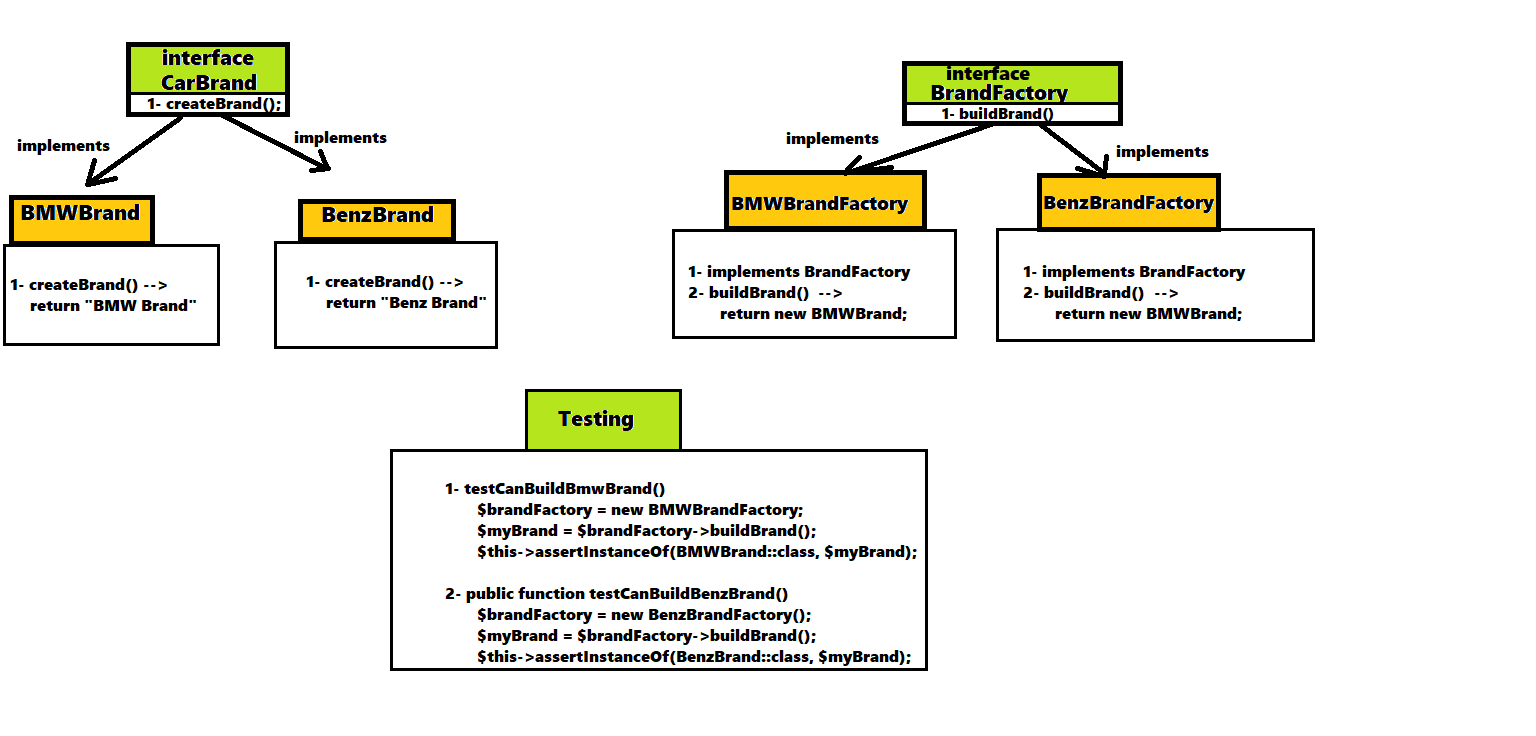 interface
CarBrand
1- createBrand();
implements
implements
BMWBrand
1- createBrand() -->
return "BMW Brand"
BenzBrand
1- createBrand() -->
return "Benz Brand"
interface
BrandFactory
1- buildBrand()
implements
implements
BMWBrandFactory
1- implements BrandFactory
2- buildBrand() -->
return new BMWBrand;
BenzBrandFactory
1- implements BrandFactory
2- buildBrand() -->
return new BMWBrand;
Testing
1- testCanBuildBmwBrand()
$brandFactory = new BMWBrandFactory;
$myBrand = $brandFactory->buildBrand();
$this->assertInstanceOf(BMWBrand::class, $myBrand);
2- public function testCanBuildBenzBrand()
$brandFactory = new BenzBrandFactory();
$myBrand = $brandFactory->buildBrand();
$this->assertInstanceOf(BenzBrand::class, $myBrand);